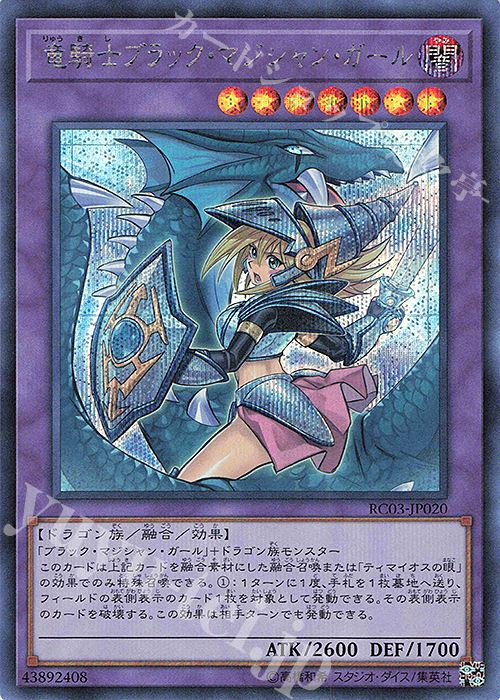 りゅう き し
竜騎士ブラック・マジシャン・ガール 闇
RC03-JP020
【ドラゴン族／融合／効果】
「ブラック・マジシャン・ガール」＋ドラゴン族モンスター
このカードは上記カードを融合素材にした融合召喚または「ティマイオスの眼」
の効果でのみ特殊召喚できる。①：1ターンに1度、手札を1枚墓地へ送り、
フィールドの表側表示のカード1枚を対象として発動できる。その表側表示
のカードを破壊する。この効果は相手ターンでも発動できる。
ATK/2600 DEF/1700
43892408 ©高橋和希 スタジオ・ダイス/集英社